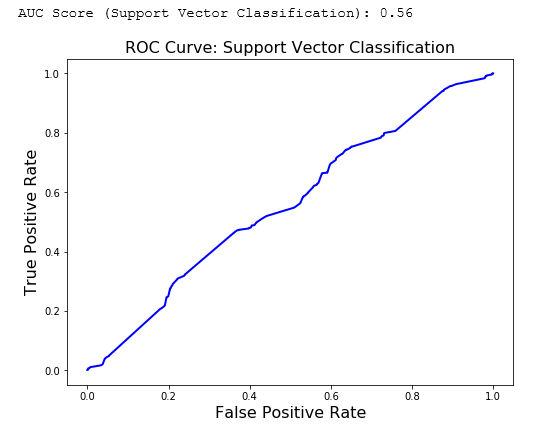 AUC Score (Support Vector Classification): 0.56
ROC Curve: Support Vector Classification
1.0
0.8
0.6
0.4
0.2
0.0
True Positive Rate
0.0 0.2 0.4 0.6 0.8 1.0
False Positive Rate